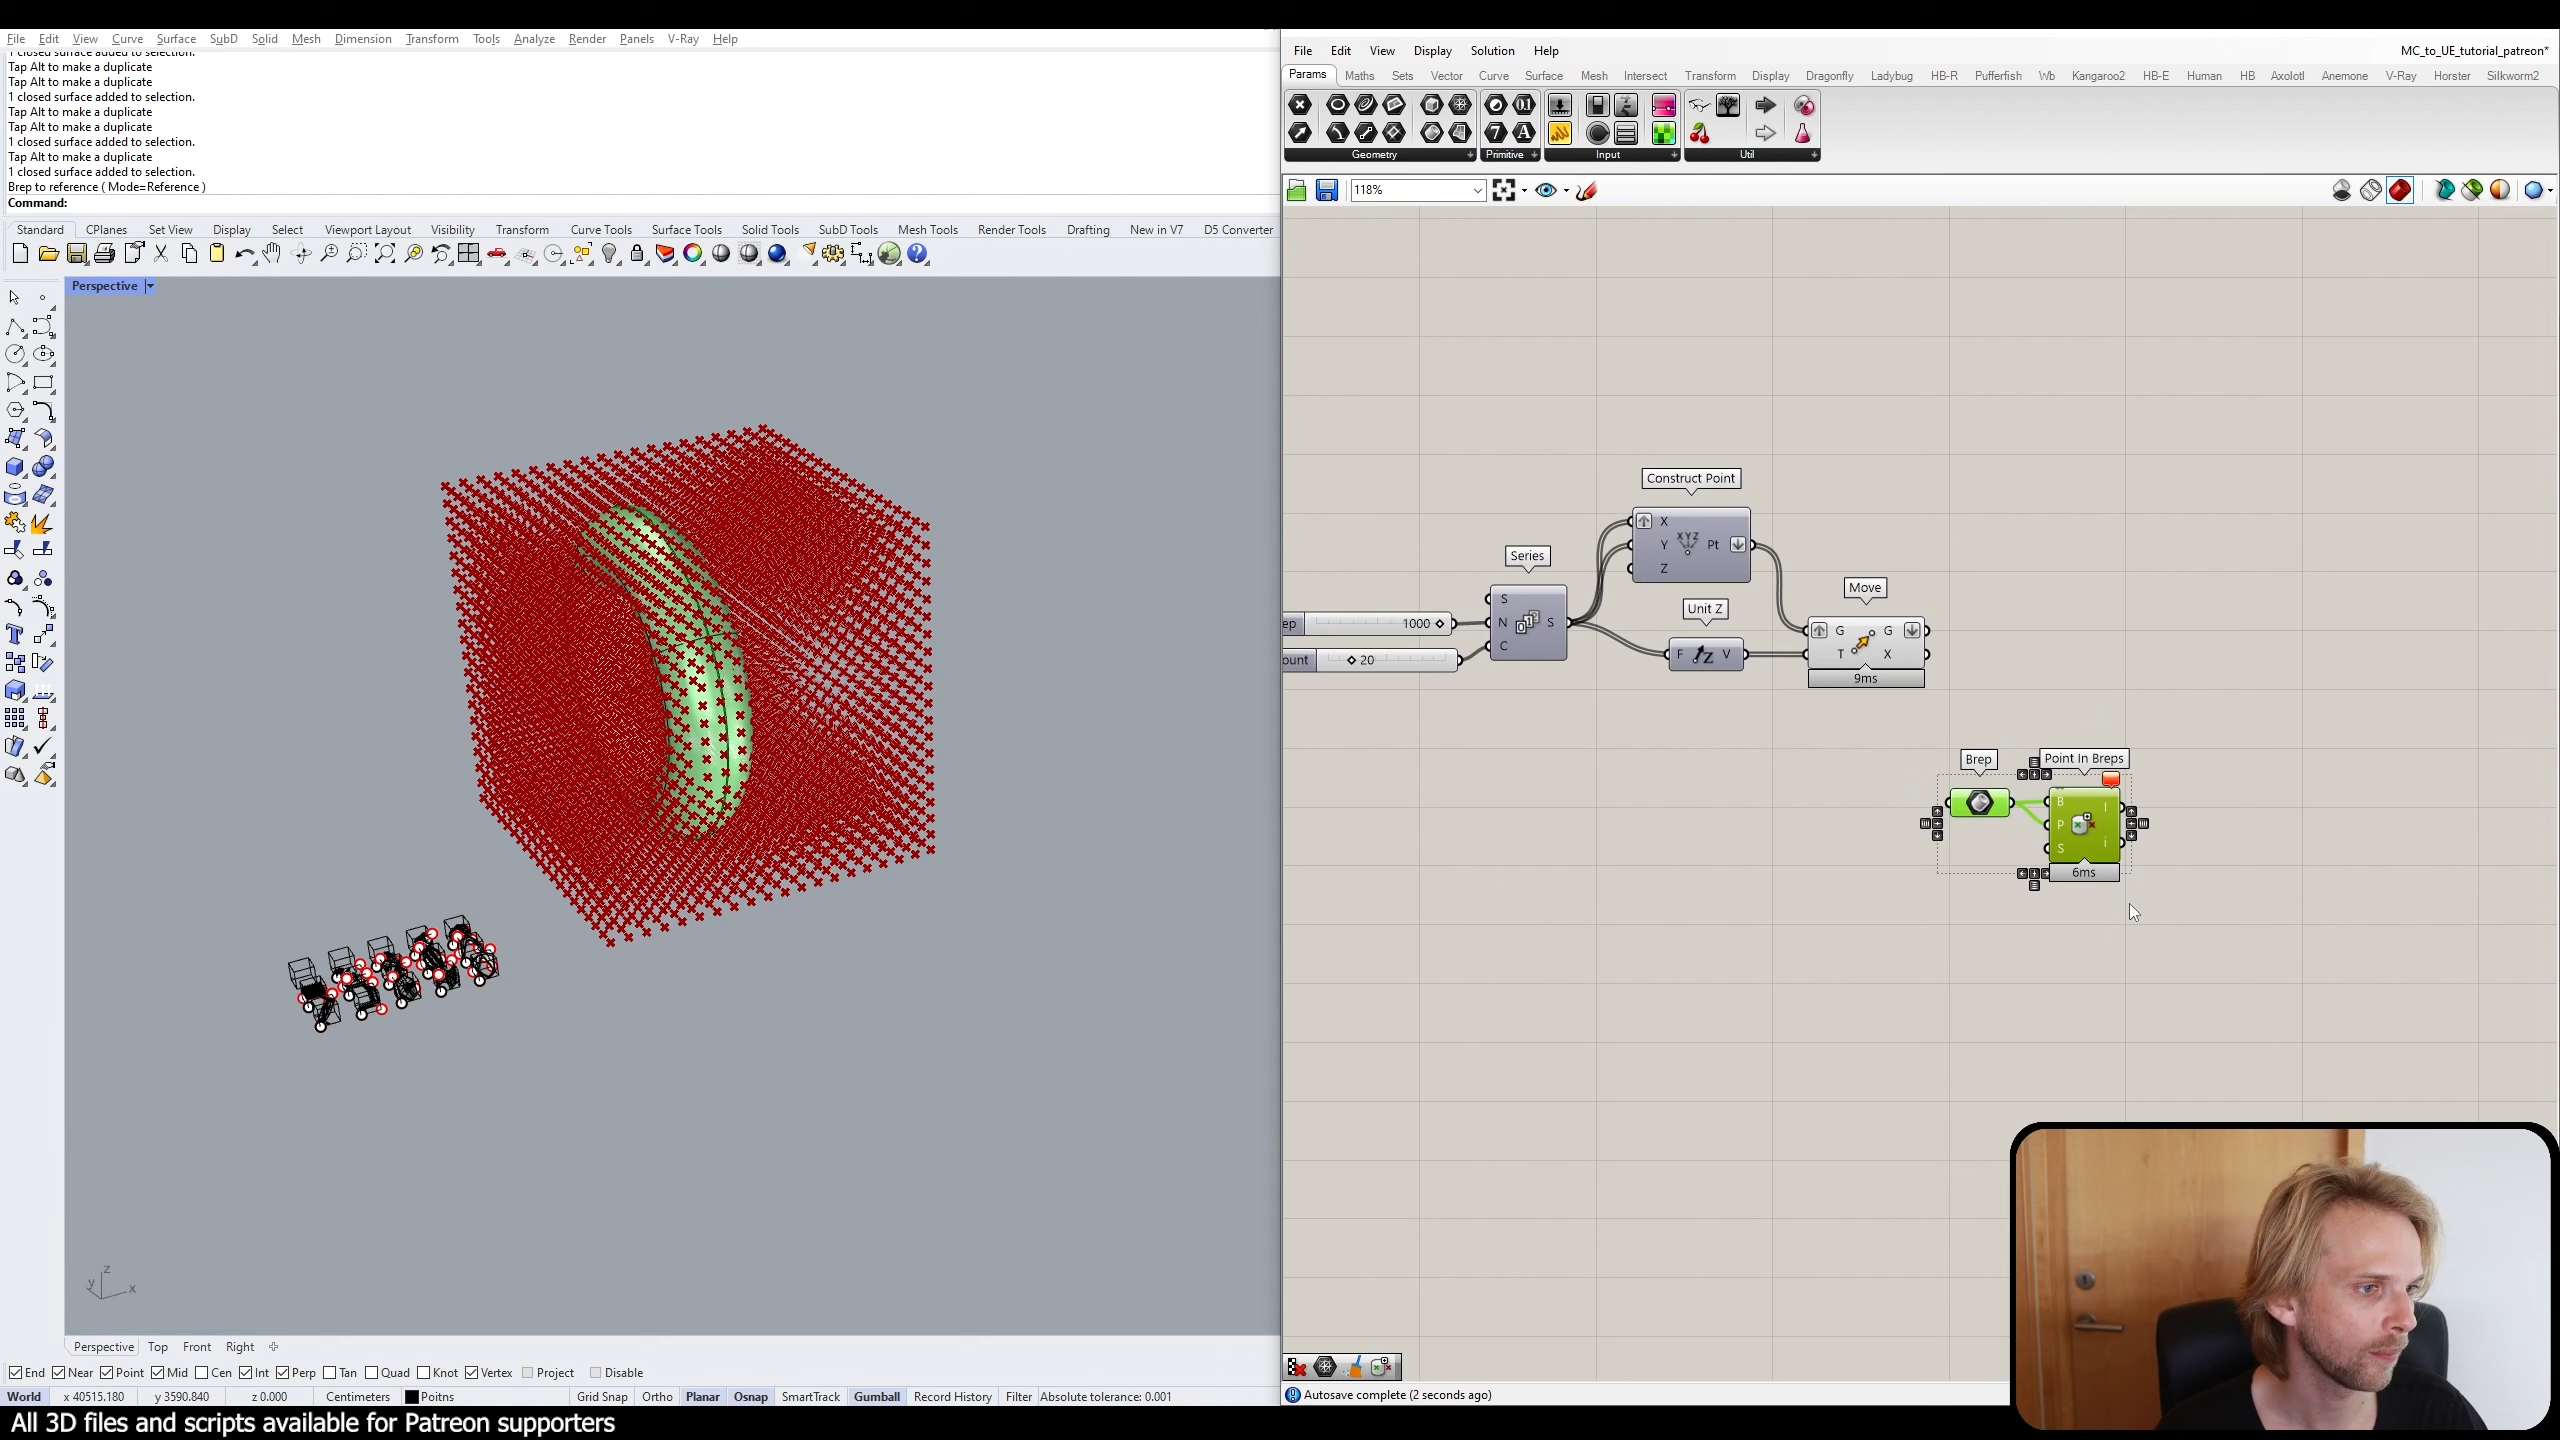 File Edit View Curve Surface SubD Solid Mesh Dimension Transform Tools Analyze Render Panels V-Ray Help
1 closed surface added to selection.
Tap Alt to make a duplicate
Tap Alt to make a duplicate
1 closed surface added to selection.
Tap Alt to make a duplicate
Tap Alt to make a duplicate
1 closed surface added to selection.
Tap Alt to make a duplicate
1 closed surface added to selection.
Brep to reference ( Mode=Reference )
Command:
Standard CPlanes Set View Display Select Viewport Layout Visibility Transform Curve Tools Surface Tools Solid Tools SubD Tools Mesh Tools Render Tools Drafting New in V7 D5 Converter
Perspective
z
y
x
Perspective Top Front Right
End Near Point Mid Cen Int Perp Tan Quad Knot Vertex Project Disable
World x 40515.180 y 3590.840 z 0.000 Centimeters Poitns Grid Snap Ortho Planar Osnap SmartTrack Gumball Record History Filter Absolute tolerance: 0.001
All 3D files and scripts available for Patreon supporters
File Edit View Display Solution Help MC_to_UE_tutorial_patreon*
Params Maths Sets Vector Curve Surface Mesh Intersect Transform Display Dragonfly Ladybug HB-R Pufferfish Wb Kangaroo2 HB-E Human HB Axolotl Anemone V-Ray Horster Silkworm2
Geometry Primitive Input Util
118%
Construct Point
X
Y XYZ Pt
Z
Series
S
N S
C
ep 1000
ount 20
Unit Z
F Z V
Move
G G
T X
9ms
Brep
Point In Breps
B I
P
S i
6ms
Autosave complete (2 seconds ago)